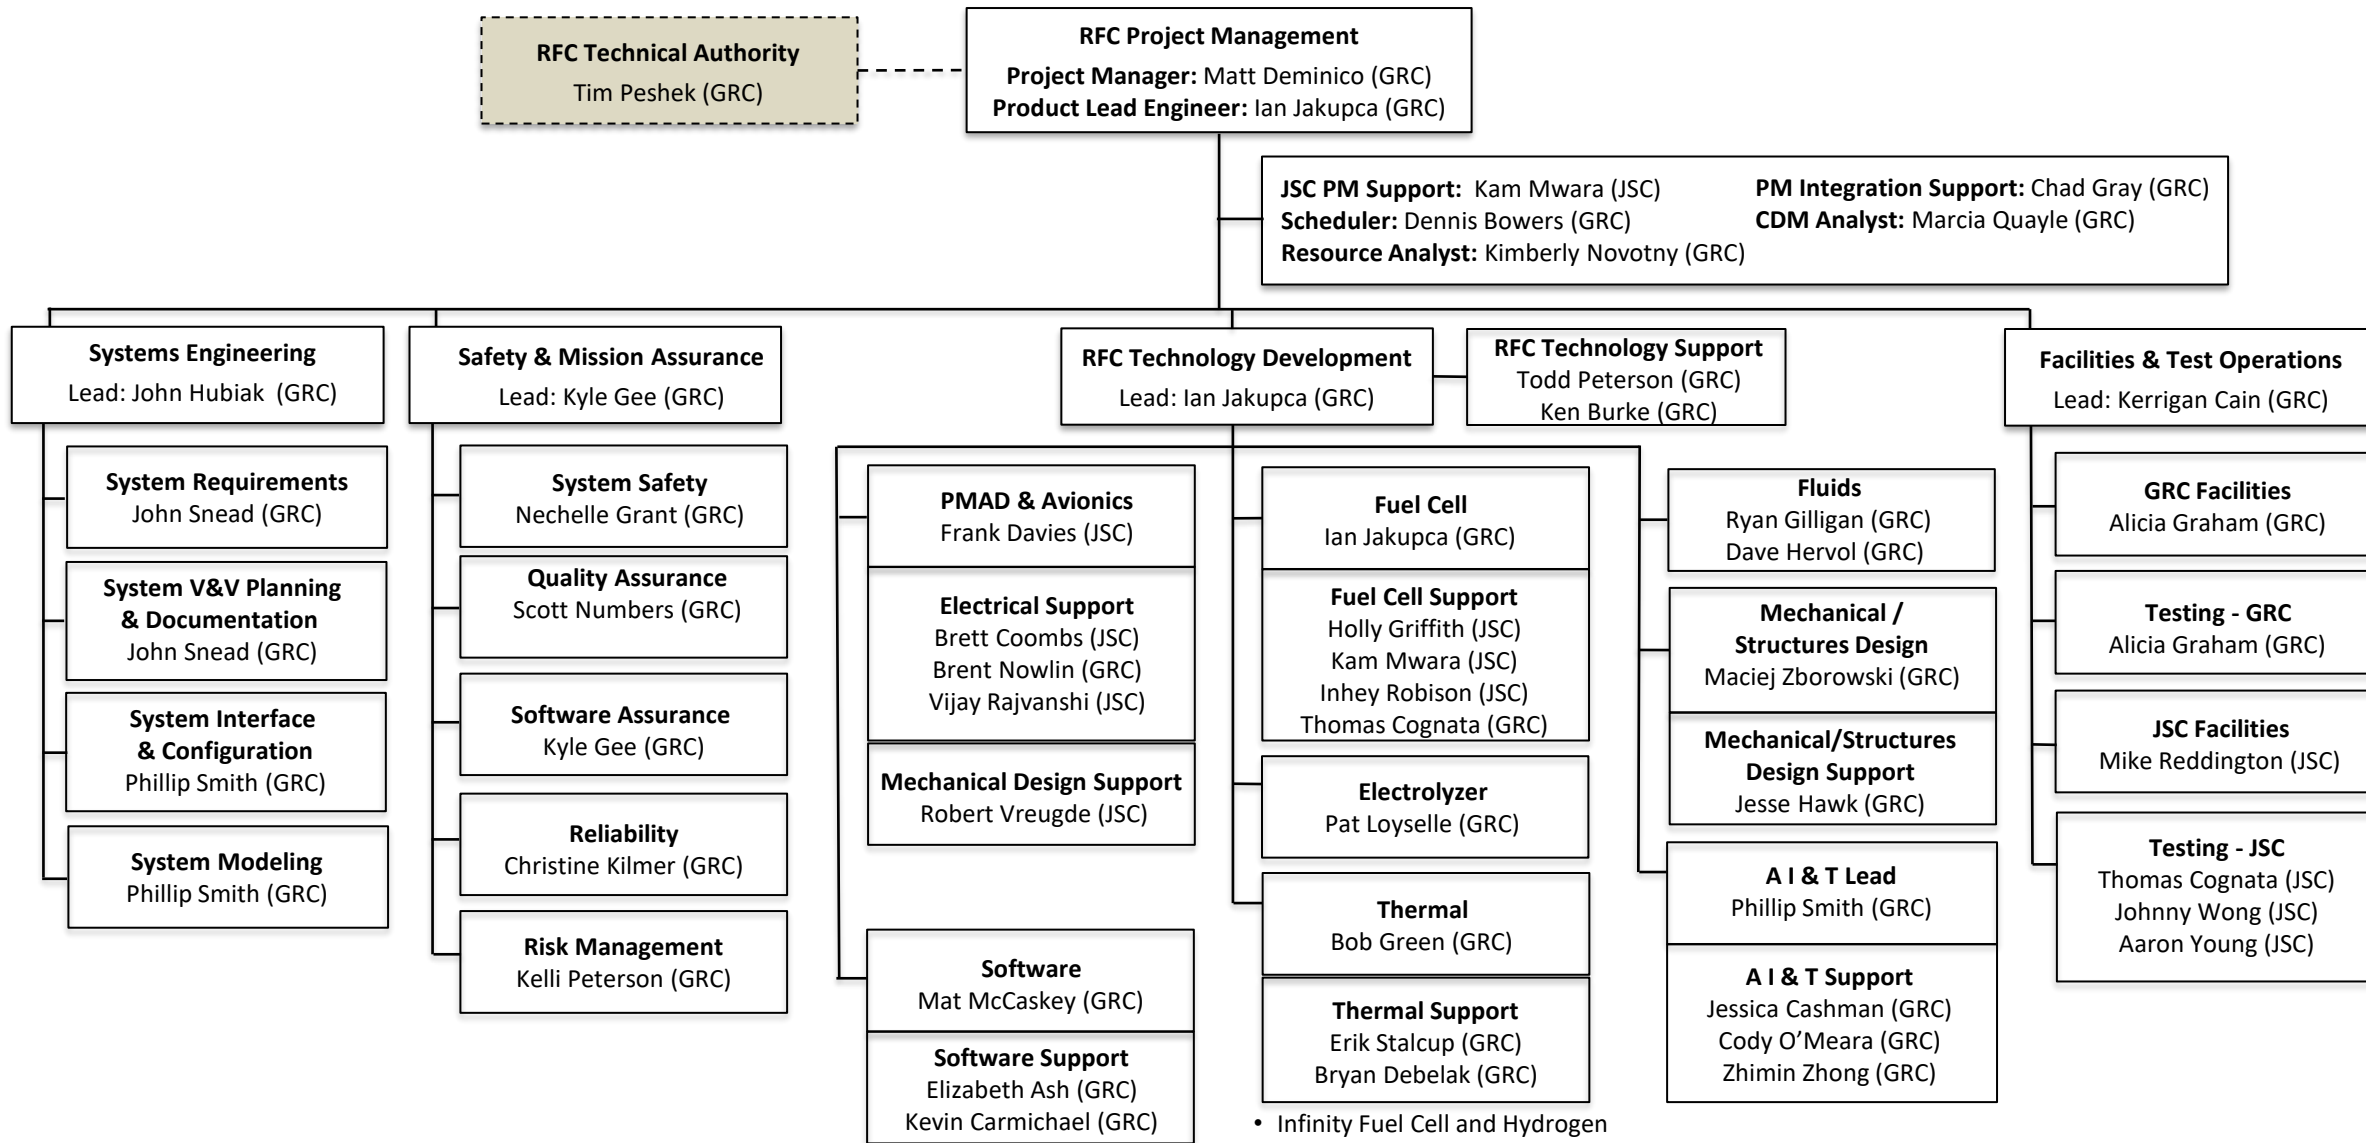 RFC Technical Authority
Tim Peshek (GRC)
RFC Project Management
Project Manager: Matt Deminico (GRC)
Product Lead Engineer: Ian Jakupca (GRC)
JSC PM Support:  Kam Mwara (JSC)
Scheduler: Dennis Bowers (GRC)
Resource Analyst: Kimberly Novotny (GRC)
PM Integration Support: Chad Gray (GRC)
CDM Analyst: Marcia Quayle (GRC)
Systems Engineering
Lead: John Hubiak  (GRC)
System Requirements
John Snead (GRC)
System V&V Planning
& Documentation
John Snead (GRC)
System Interface
& Configuration
Phillip Smith (GRC)
System Modeling
Phillip Smith (GRC)
Safety & Mission Assurance
Lead: Kyle Gee (GRC)
System Safety
Nechelle Grant (GRC)
Quality Assurance
Scott Numbers (GRC)
Software Assurance
Kyle Gee (GRC)
Reliability
Christine Kilmer (GRC)
Risk Management
Kelli Peterson (GRC)
RFC Technology Development
Lead: Ian Jakupca (GRC)
RFC Technology Support
Todd Peterson (GRC)
Ken Burke (GRC)
PMAD & Avionics
Frank Davies (JSC)
Electrical Support
Brett Coombs (JSC)
Brent Nowlin (GRC)
Vijay Rajvanshi (JSC)
Mechanical Design Support
Robert Vreugde (JSC)
Software
Mat McCaskey (GRC)
Software Support
Elizabeth Ash (GRC)
Kevin Carmichael (GRC)
Fuel Cell
Ian Jakupca (GRC)
Fuel Cell Support
Holly Griffith (JSC)
Kam Mwara (JSC)
Inhey Robison (JSC)
Thomas Cognata (GRC)
Electrolyzer
Pat Loyselle (GRC)
Thermal
Bob Green (GRC)
Thermal Support
Erik Stalcup (GRC)
Bryan Debelak (GRC)
• Infinity Fuel Cell and Hydrogen
Fluids
Ryan Gilligan (GRC)
Dave Hervol (GRC)
Mechanical /
Structures Design
Maciej Zborowski (GRC)
Mechanical/Structures
Design Support
Jesse Hawk (GRC)
A I & T Lead
Phillip Smith (GRC)
A I & T Support
Jessica Cashman (GRC)
Cody O’Meara (GRC)
Zhimin Zhong (GRC)
Facilities & Test Operations
Lead: Kerrigan Cain (GRC)
GRC Facilities
Alicia Graham (GRC)
Testing - GRC
Alicia Graham (GRC)
JSC Facilities
Mike Reddington (JSC)
Testing - JSC
Thomas Cognata (JSC)
Johnny Wong (JSC)
Aaron Young (JSC)